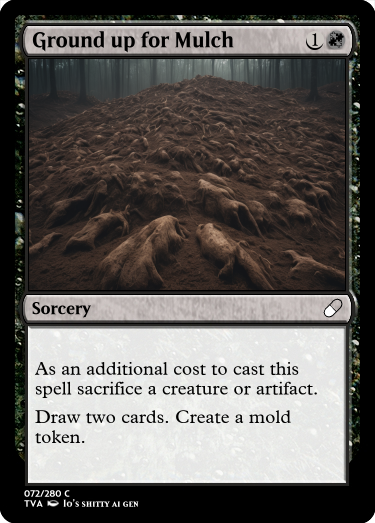 Ground up for Mulch 1
Sorcery
As an additional cost to cast this
spell sacrifice a creature or artifact.
Draw two cards. Create a mold
token.
072/280 C
TVA Io's shitty ai gen